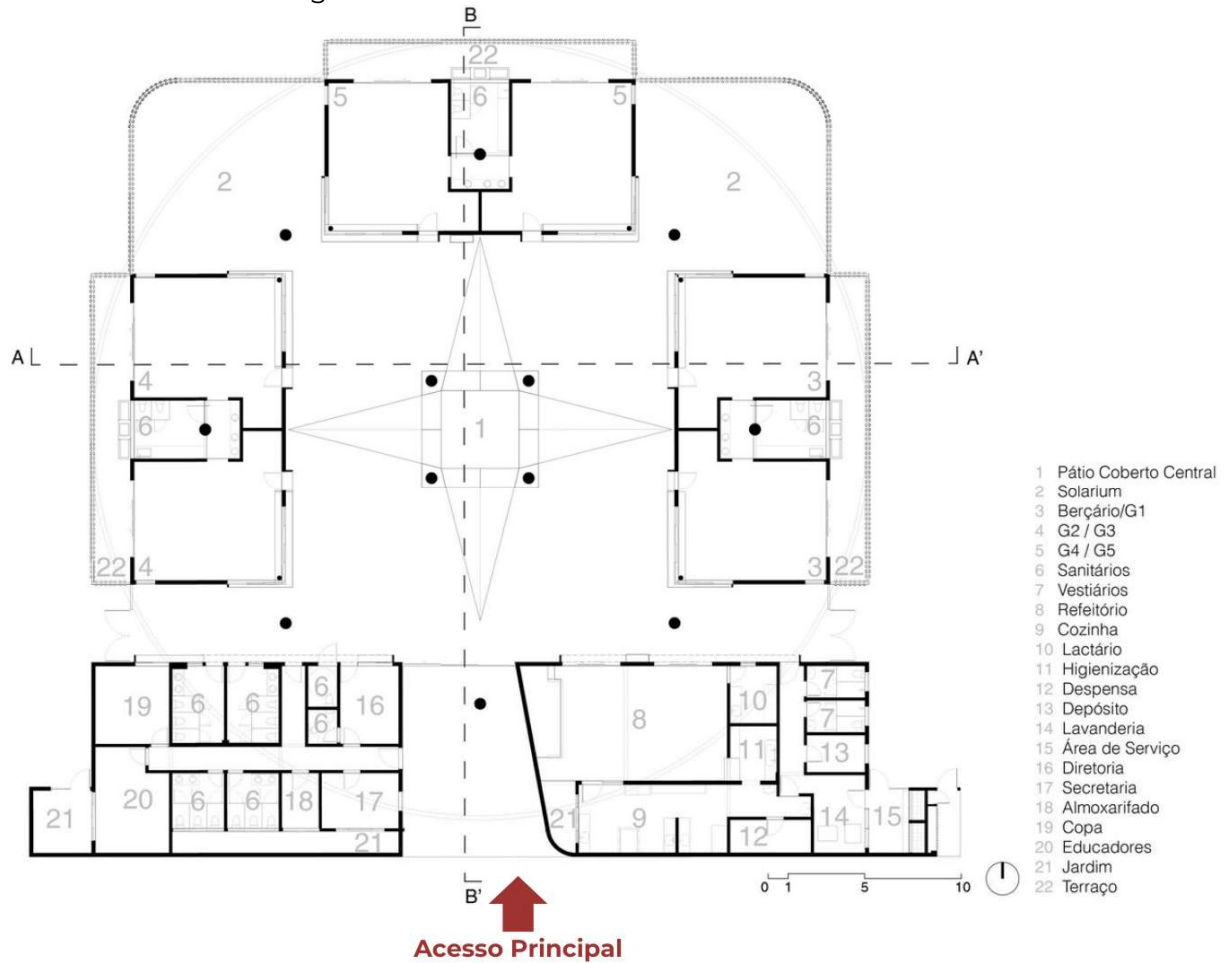 B
22
5
6
5
2
2
A
A'
4
3
1
6
6
22
4
3
22
6
7
19
6
6
16
10
8
7
6
11
13
20
6
6
18
17
21
21
9
14
15
12
21
0 1 5 10
B'
Acesso Principal
1 Pátio Coberto Central
2 Solarium
3 Berçário/G1
4 G2 / G3
5 G4 / G5
6 Sanitários
7 Vestiários
8 Refeitório
9 Cozinha
10 Lactário
11 Higienização
12 Despensa
13 Depósito
14 Lavanderia
15 Área de Serviço
16 Diretoria
17 Secretaria
18 Almoxarifado
19 Copa
20 Educadores
21 Jardim
22 Terraço